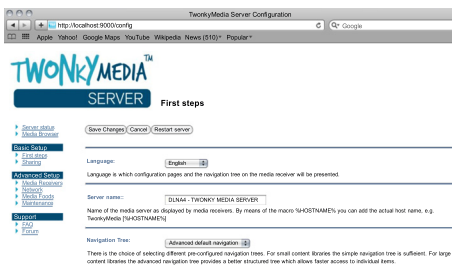 TwonkyMedia Server Configuration
http://localhost:9000/config
Google
Apple Yahoo! Google Maps YouTube Wikipedia News (510) Popular
TWONKYMEDIA TM
SERVER
First steps
Server status
Media Browser
Save Changes Cancel Restart server
Basic Setup
First steps
Sharing
Language: English
Language is which configuration pages and the navigation tree on the media receiver will be presented.
Advanced Setup
Media Receivers
Network
Media Feeds
Maintenance
Server name:: DLNA4 - TWONKY MEDIA SERVER
Name of the media server as displayed by media receivers. By means of the macro %HOSTNAME% you can add the actual host name, e.g.
TwonkyMedia [%HOSTNAME%]
Support
FAQ
Forum
Navigation Tree: Advanced default navigation
There is the choice of selecting different pre-configured navigation trees. For small content libraries the simple navigation tree is suffieient. For large
content libraries the advanced navigation tree provides a better structured tree which allows faster access to individual items.